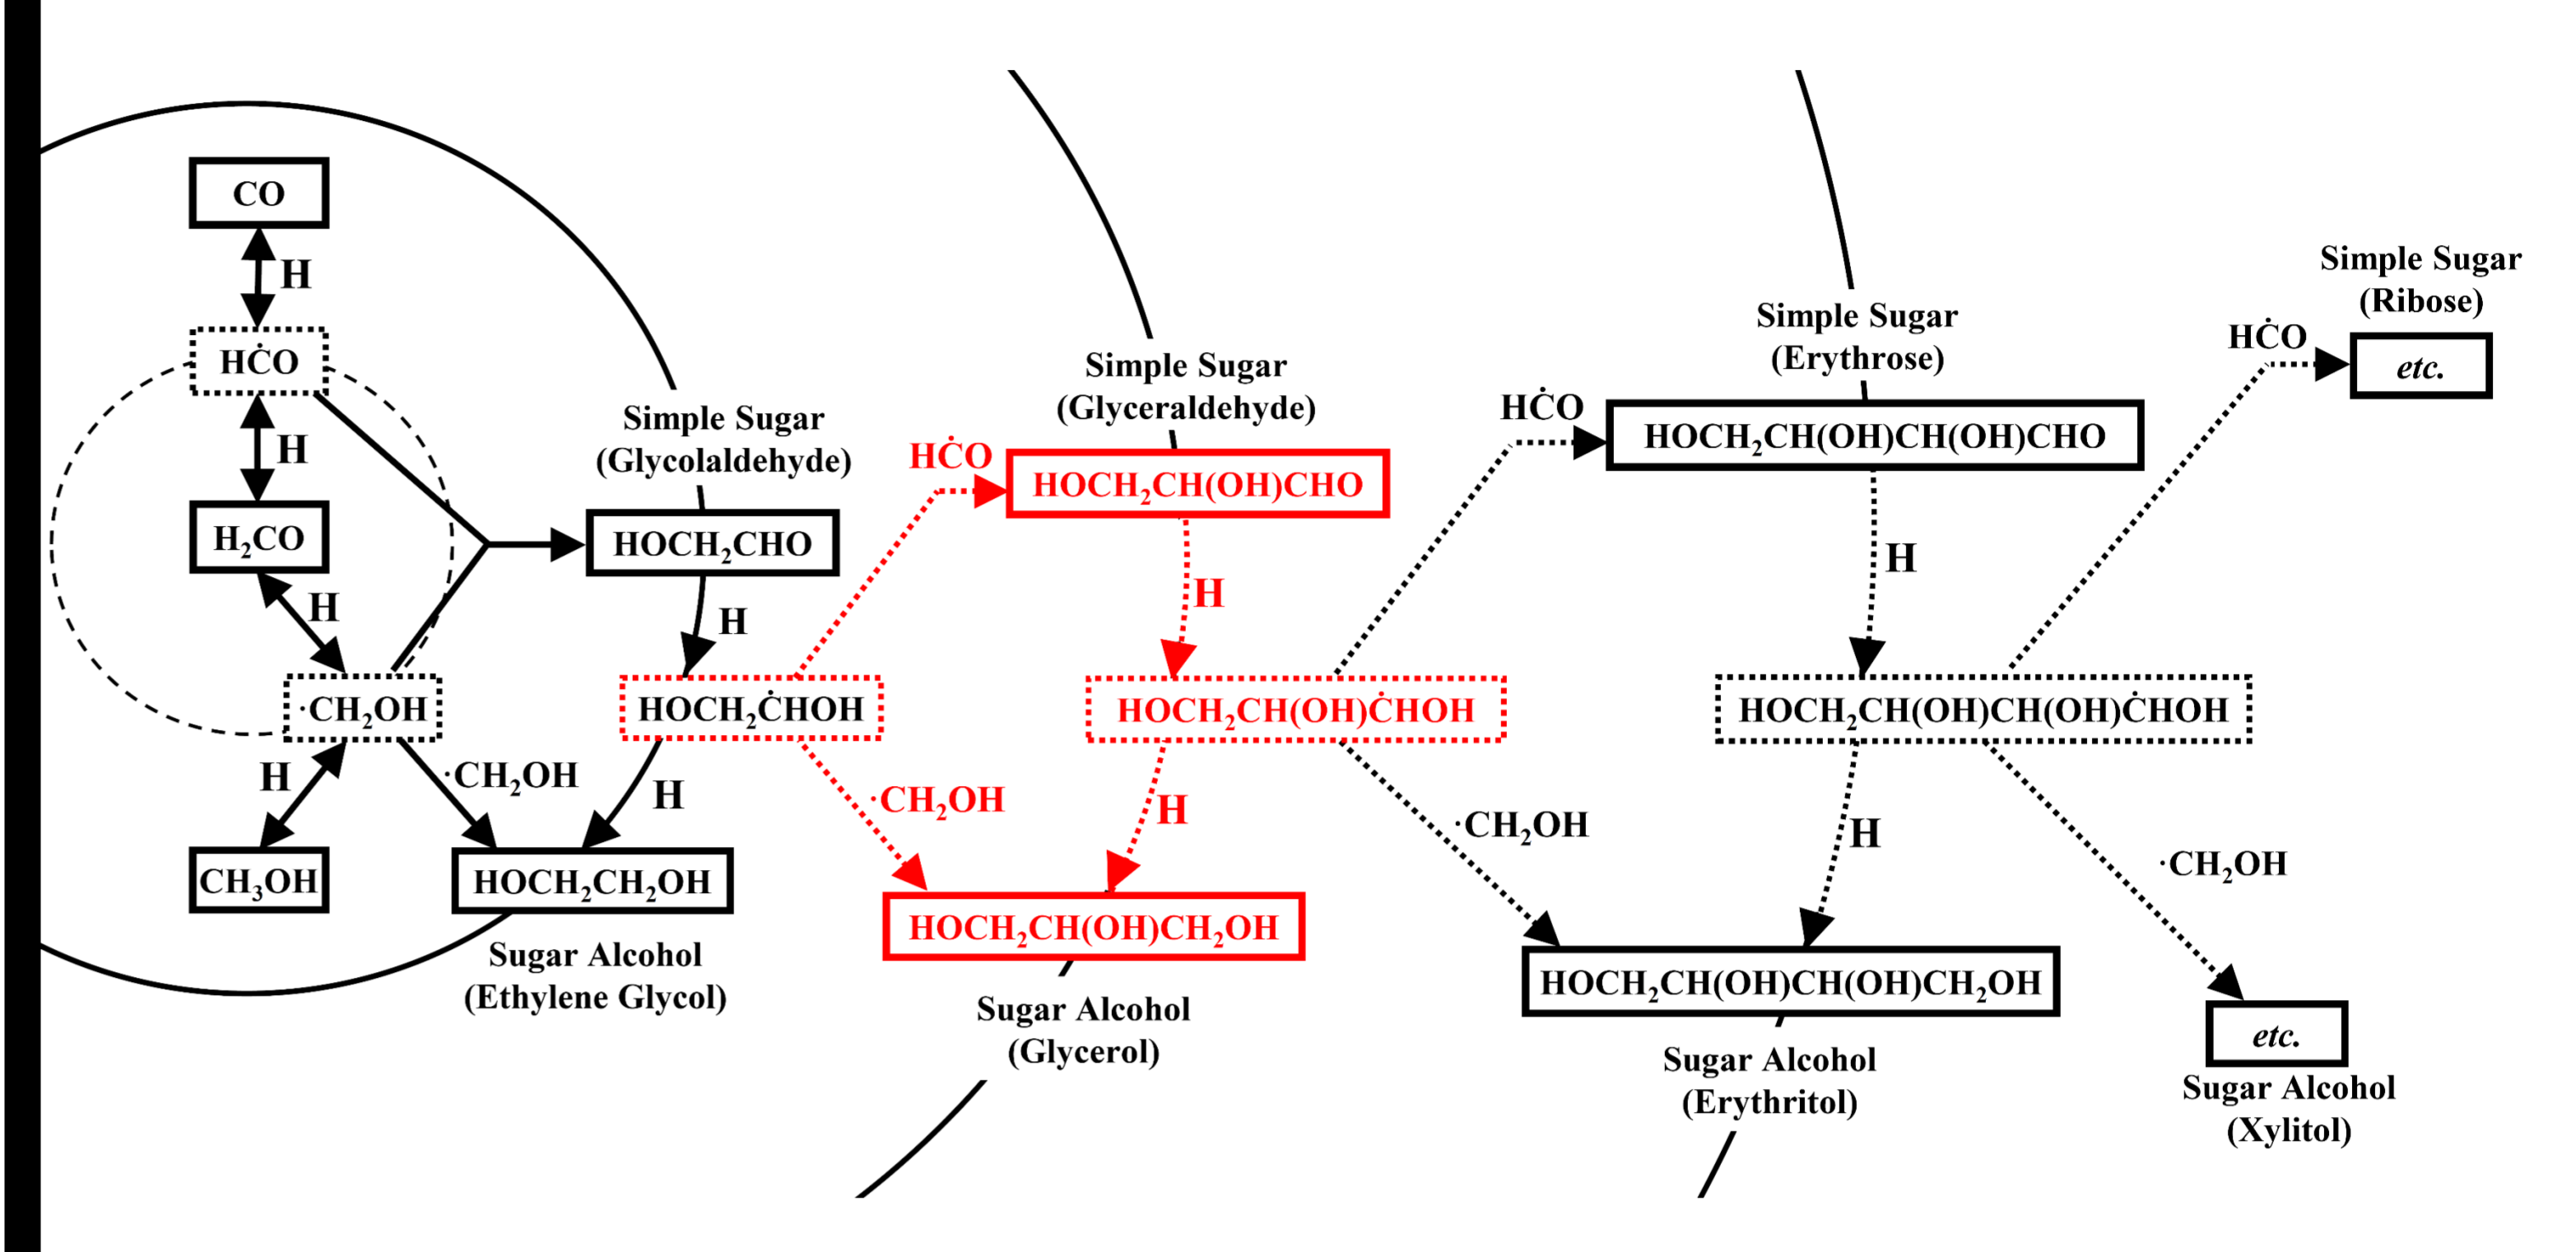 CO
H
HĊO
H
H₂CO
H
·CH₂OH
H
CH₃OH
·CH₂OH
Simple Sugar
(Glycolaldehyde)
HOCH₂CHO
H
HOCH₂ĊHOH
H
HOCH₂CH₂OH
Sugar Alcohol
(Ethylene Glycol)
HĊO
·CH₂OH
Simple Sugar
(Glyceraldehyde)
HOCH₂CH(OH)CHO
H
HOCH₂CH(OH)ĊHOH
H
HOCH₂CH(OH)CH₂OH
Sugar Alcohol
(Glycerol)
HĊO
·CH₂OH
Simple Sugar
(Erythrose)
HOCH₂CH(OH)CH(OH)CHO
H
HOCH₂CH(OH)CH(OH)ĊHOH
H
HOCH₂CH(OH)CH(OH)CH₂OH
Sugar Alcohol
(Erythritol)
HĊO
·CH₂OH
Simple Sugar
(Ribose)
etc.
etc.
Sugar Alcohol
(Xylitol)